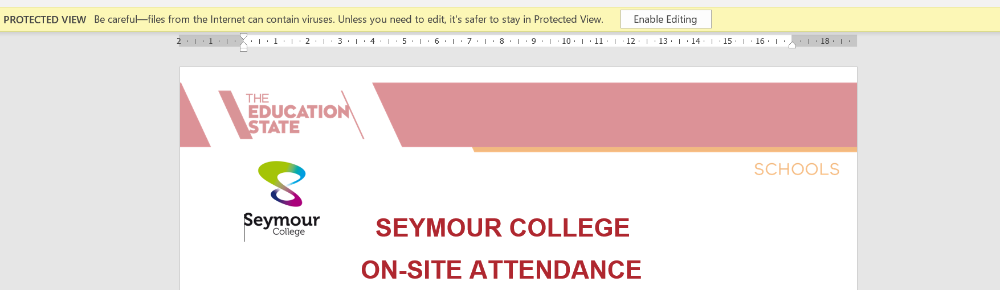 PROTECTED VIEW Be careful—files from the Internet can contain viruses. Unless you need to edit, it's safer to stay in Protected View. Enable Editing
2 1 1 2 3 4 5 6 7 8 9 10 11 12 13 14 15 16 18
THE
EDUCATION
STATE
SCHOOLS
Seymour
College
SEYMOUR COLLEGE
ON-SITE ATTENDANCE